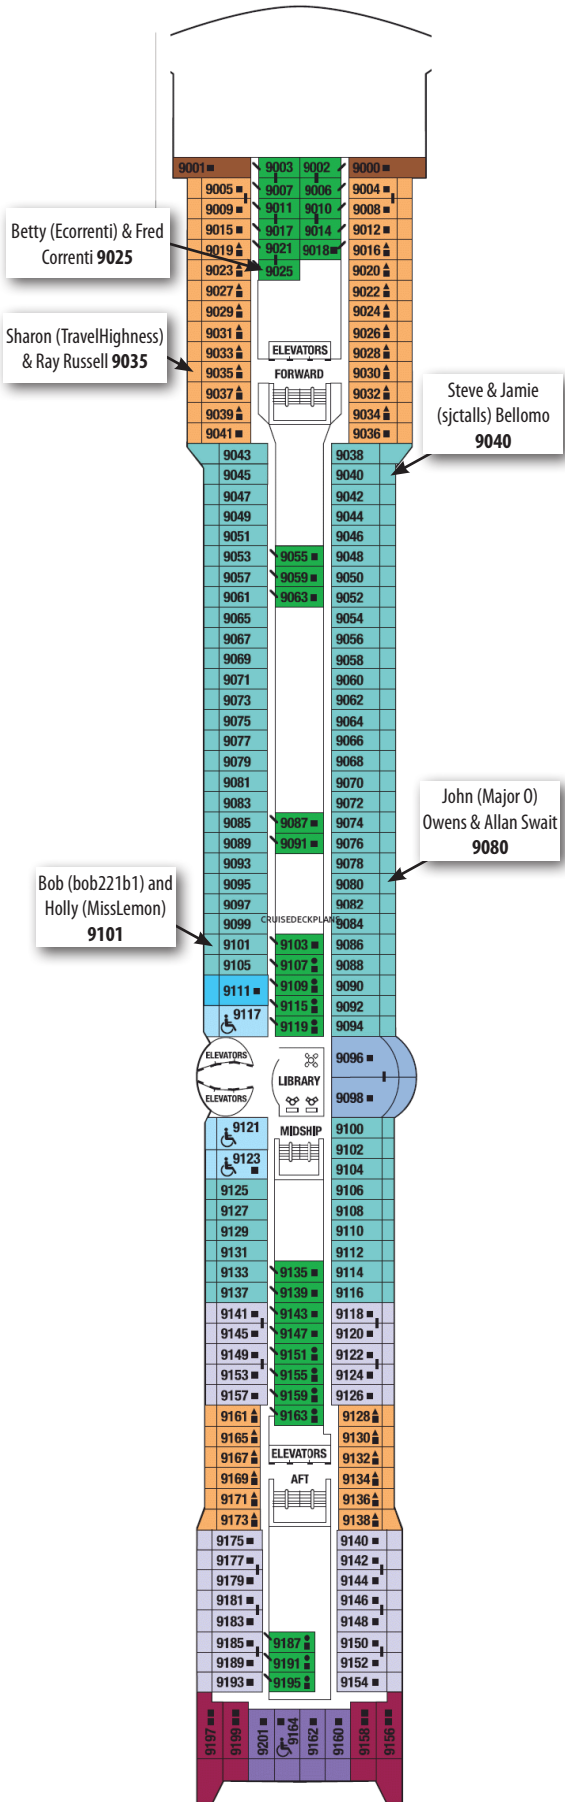 9001 9003 9002 9000
9005 9007 9006 9004
9009 9011 9010 9008
9015 9017 9014 9012
Betty (Ecorrenti) & Fred
Correnti 9025
9019 9021 9018 9016
9023 9025 9020
9027 9022
9029 9024
Sharon (TravelHighness)
& Ray Russell 9035
9031 9026
9033 ELEVATORS 9028
9035 FORWARD 9030
9037 9032
9039 9034
9041 9036
Steve & Jamie
(sjctalls) Bellomo
9040
9043 9038
9045 9040
9047 9042
9049 9044
9051 9046
9053 9055 9048
9057 9059 9050
9061 9063 9052
9065 9054
9067 9056
9069 9058
9071 9060
9073 9062
9075 9064
9077 9066
9079 9068
9081 9070
9083 9072
9085 9087 9074
9089 9091 9076
John (Major O)
Owens & Allan Swait
9080
9093 9078
9095 9080
9097 9082
Bob (bob221b1) and
Holly (MissLemon)
9101
9099 CRUISEDECKPLANS 9084
9101 9103 9086
9105 9107 9088
9111 9109 9090
9117 9115 9092
9119 9094
ELEVATORS
ELEVATORS
LIBRARY
9096
9098
MIDSHIP
9121 9100
9102
9123 9104
9125 9106
9127 9108
9129 9110
9131 9112
9133 9135 9114
9137 9139 9116
9141 9143 9118
9145 9147 9120
9149 9151 9122
9153 9155 9124
9157 9159 9126
9161 9163 9128
9165 9130
9167 ELEVATORS 9132
9169 AFT 9134
9171 9136
9173 9138
9175 9140
9177 9142
9179 9144
9181 9146
9183 9148
9185 9187 9150
9189 9191 9152
9193 9195 9154
9197 9199 9201 9164 9162 9160 9158 9156